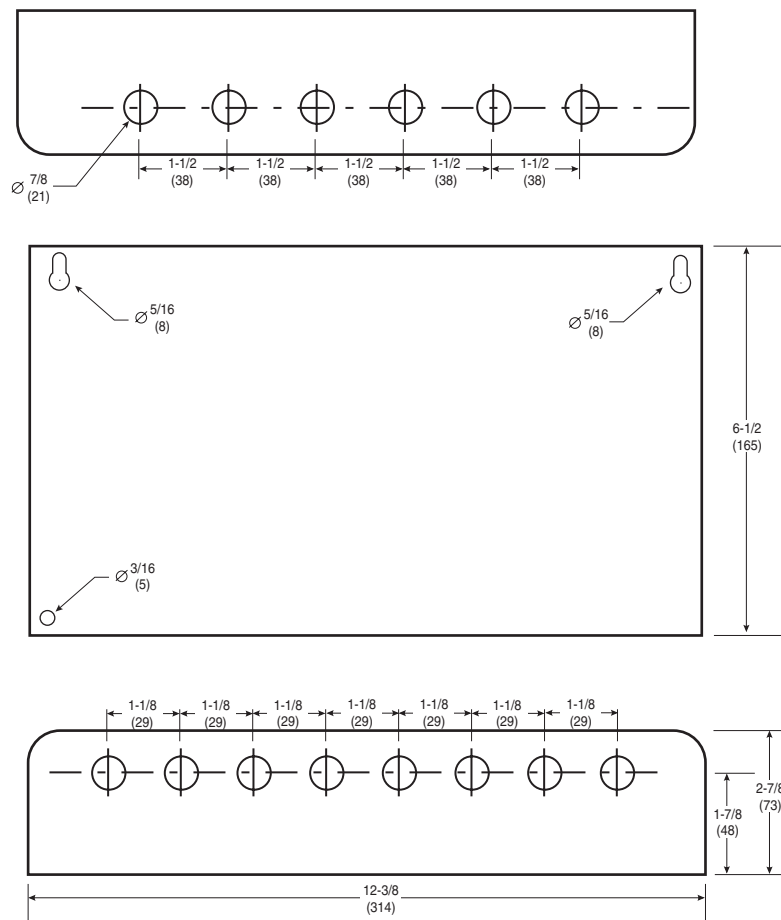 1-1/2 1-1/2 1-1/2 1-1/2 1-1/2
(38) (38) (38) (38) (38)
Ø 7/8
(21)
Ø 5/16
(8)
Ø 5/16
(8)
6-1/2
(165)
Ø 3/16
(5)
1-1/8 1-1/8 1-1/8 1-1/8 1-1/8 1-1/8 1-1/8
(29) (29) (29) (29) (29) (29) (29)
2-7/8
(73)
1-7/8
(48)
12-3/8
(314)